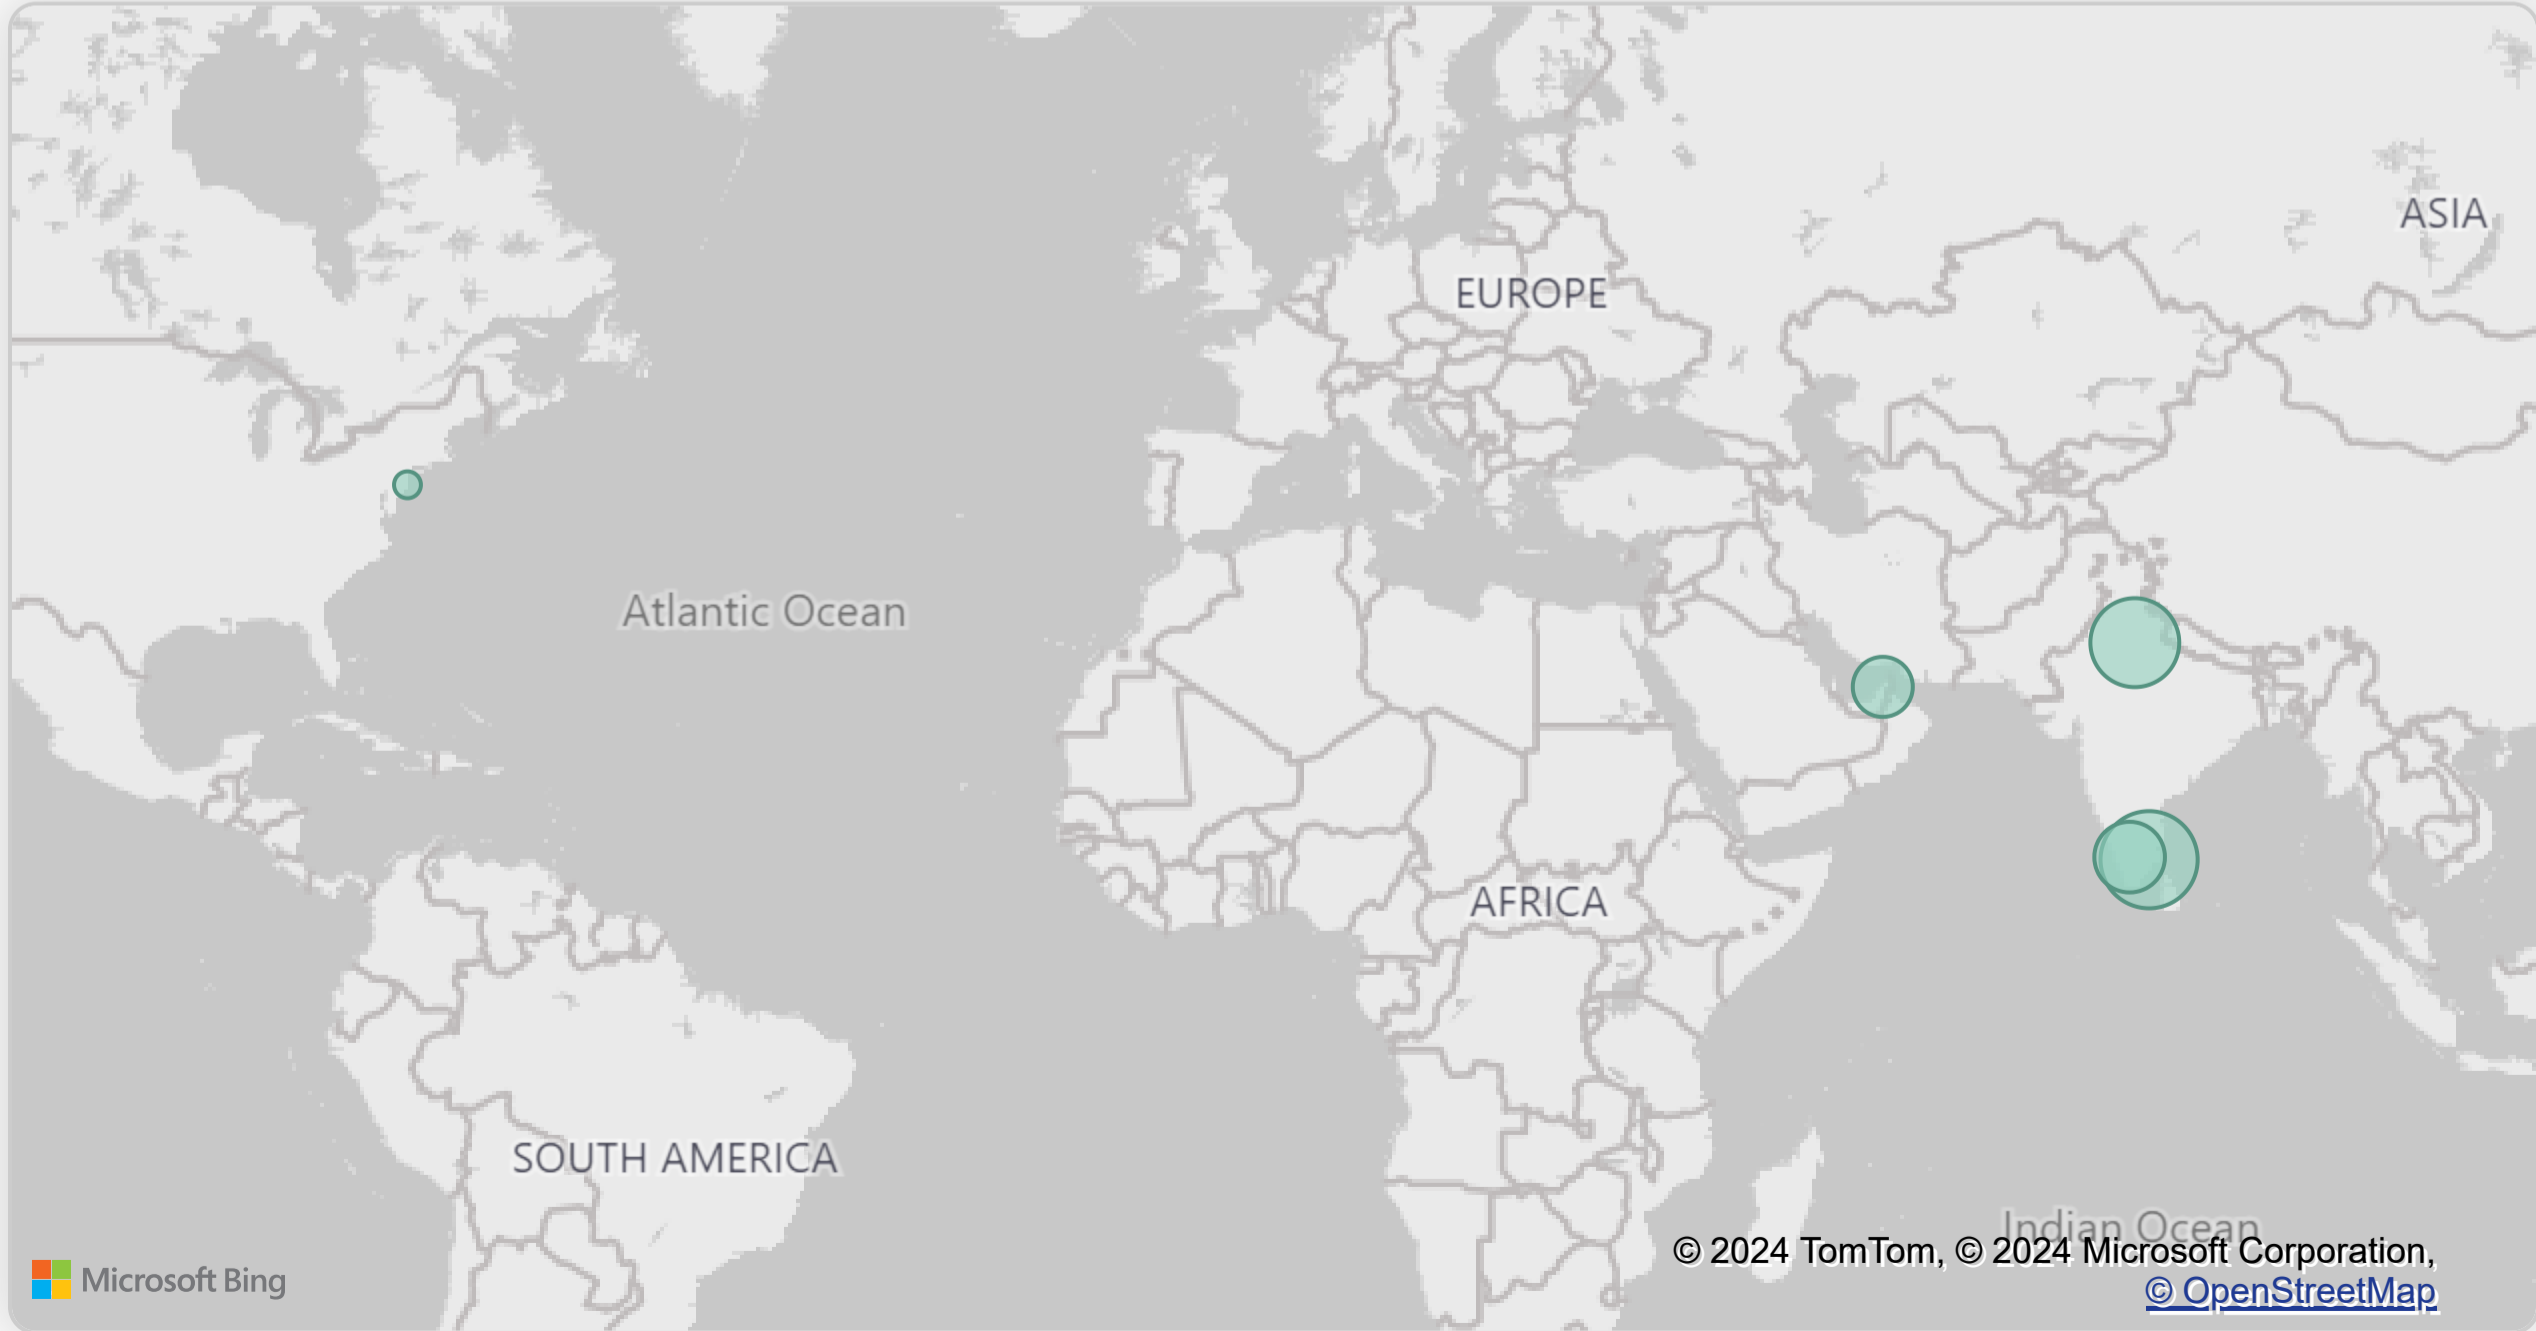 ASIA
EUROPE
Atlantic Ocean
AFRICA
SOUTH AMERICA
Indian Ocean
© 2024 TomTom, © 2024 Microsoft Corporation,
© OpenStreetMap
Microsoft Bing